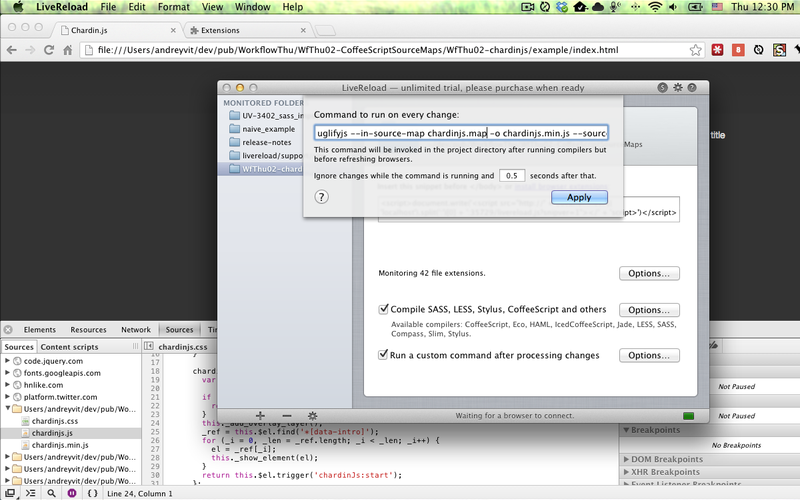 LiveReload File Edit Format View Window Help Thu 12:30 PM
Chardin.js Extensions
file:///Users/andreyvit/dev/pub/WorkflowThu/WfThu02-CoffeeScriptSourceMaps/WfThu02-chardinjs/example/index.html
LiveReload — unlimited trial, please purchase when ready
MONITORED FOLDER
UV-3402_sass_in
naive_example
release-notes
livereload/suppo
WfThu02-chardin
Command to run on every change:
uglifyjs --in-source-map chardinjs.map -o chardinjs.min.js --sourc
This command will be invoked in the project directory after running compilers but
before refreshing browsers.
Ignore changes while the command is running and 0.5 seconds after that.
? Apply
title
Maps
script>')</script>
Monitoring 42 file extensions. Options...
Compile SASS, LESS, Stylus, CoffeeScript and others Options...
Available compilers: CoffeeScript, Eco, HAML, IcedCoffeeScript, Jade, LESS, SASS,
Compass, Slim, Stylus.
Run a custom command after processing changes Options...
Waiting for a browser to connect.
Elements Resources Network Sources Tim
Sources Content scripts chardin.css
code.jquery.com
fonts.googleapis.com
hnlike.com
platform.twitter.com
Users/andreyvit/dev/pub/Wo...
chardinjs.css
chardinjs.js
chardinjs.min.js
Users/andreyvit/dev/pub/Wo...
Users/andreyvit/dev/pub/Wo...
Users/andreyvit/dev/pub/Wo...
16 }
17
18 chard
19 var
20
21 if
22 r
23 }
24 this._add_overlay_layer();
25 _ref = this.$el.find('*[data-intro]');
26 for (_i = 0, _len = _ref.length; _i < _len; _i++) {
27 el = _ref[_i];
28 this._show_element(el);
29 }
30 return this.$el.trigger('chardinJs:start');
31 };
Not Paused
Not Paused
Breakpoints
No Breakpoints
DOM Breakpoints
XHR Breakpoints
Event Listener Breakpoints
Line 24, Column 1